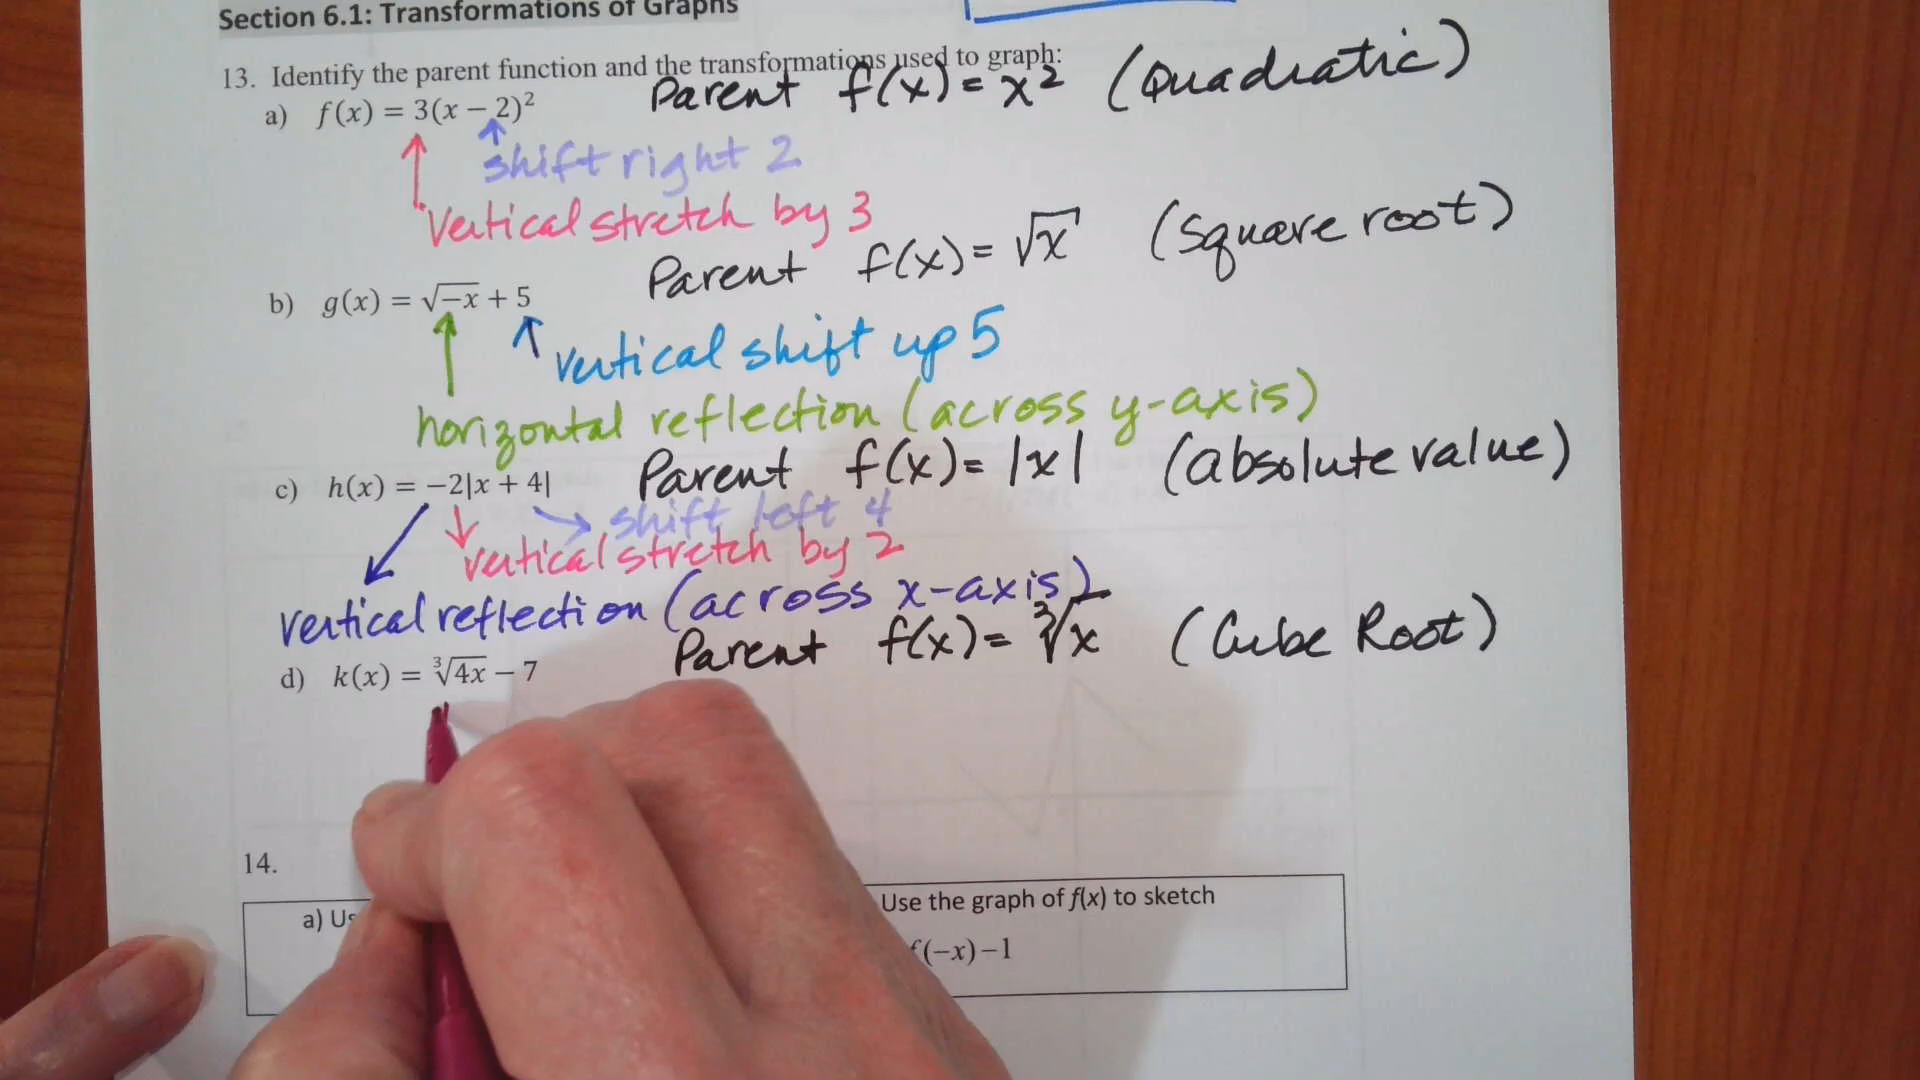 Section 6.1: Transformations of Graphs
13. Identify the parent function and the transformations used to graph:
a) f(x) = 3(x − 2)² Parent f(x) = x² (Quadratic)
shift right 2
vertical stretch by 3
Parent f(x) = √x (Square root)
b) g(x) = √−x + 5
vertical shift up 5
horizontal reflection (across y-axis)
c) h(x) = −2|x + 4| Parent f(x) = |x| (absolute value)
shift left 4
vertical stretch by 2
vertical reflection (across x-axis)
d) k(x) = ∛4x − 7 Parent f(x) = ∛x (Cube Root)
14.
a) Us
Use the graph of f(x) to sketch
f(−x)−1